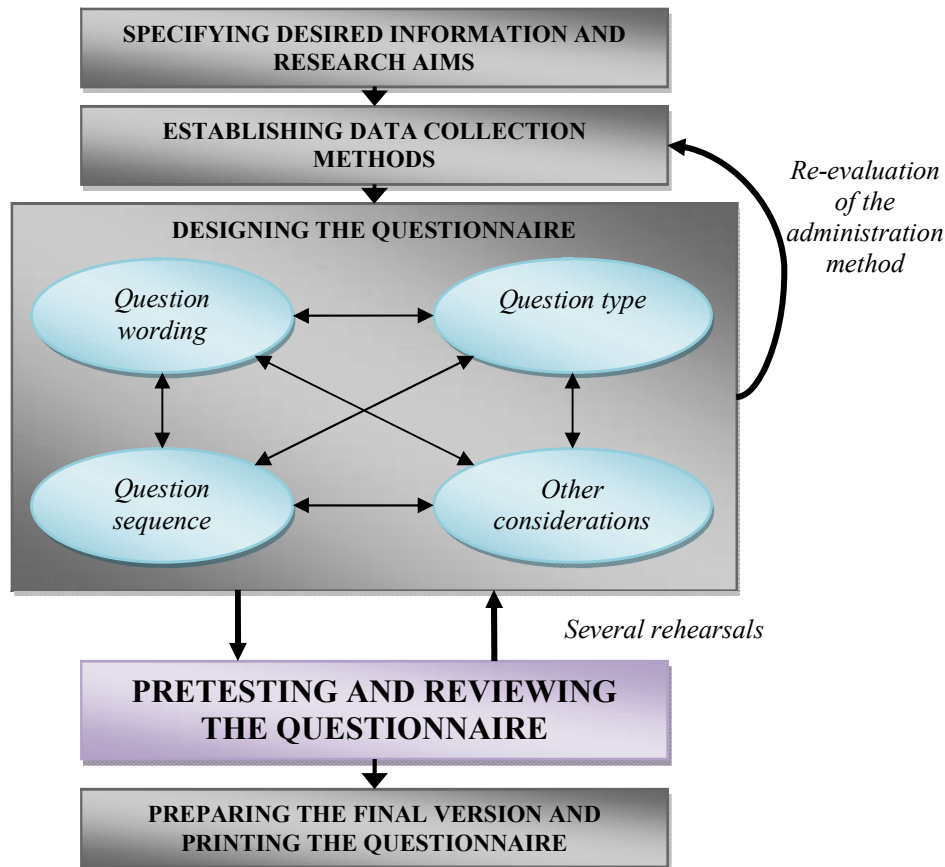 SPECIFYING DESIRED INFORMATION AND
RESEARCH AIMS
ESTABLISHING DATA COLLECTION
METHODS
Re-evaluation
of the
administration
method
DESIGNING THE QUESTIONNAIRE
Question
wording
Question type
Question
sequence
Other
considerations
Several rehearsals
PRETESTING AND REVIEWING
THE QUESTIONNAIRE
PREPARING THE FINAL VERSION AND
PRINTING THE QUESTIONNAIRE